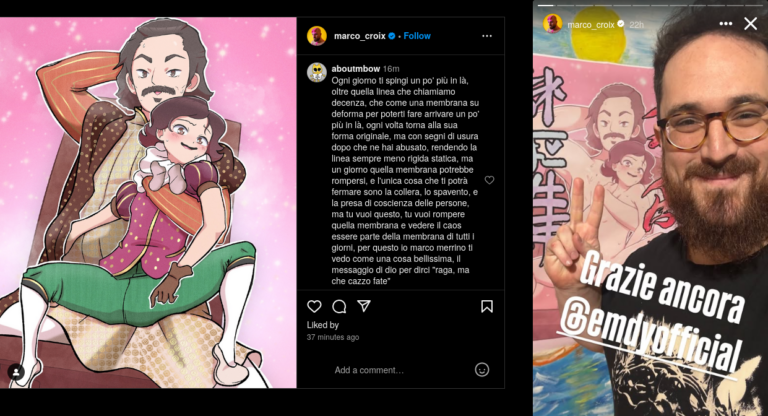 marco_croix • Follow
aboutmbow 16m
Ogni giorno ti spingi un po' più in là,
oltre quella linea che chiamiamo
decenza, che come una membrana su
deforma per poterti fare arrivare un po'
più in là, ogni volta torna alla sua
forma originale, ma con segni di usura
dopo che ne hai abusato, rendendo la
linea sempre meno rigida statica, ma
un giorno quella membrana potrebbe
rompersi, e l'unica cosa che ti potrà
fermare sono la collera, lo spavento, e
la presa di coscienza delle persone,
ma tu vuoi questo, tu vuoi rompere
quella membrana e vedere il caos
essere parte della membrana di tutti i
giorni, per questo io marco merrino ti
vedo come una cosa bellissima, il
messaggio di dio per dirci "raga, ma
che cazzo fate"
Liked by
37 minutes ago
Add a comment...
marco_croix 22h
Grazie ancora
@emdyofficial